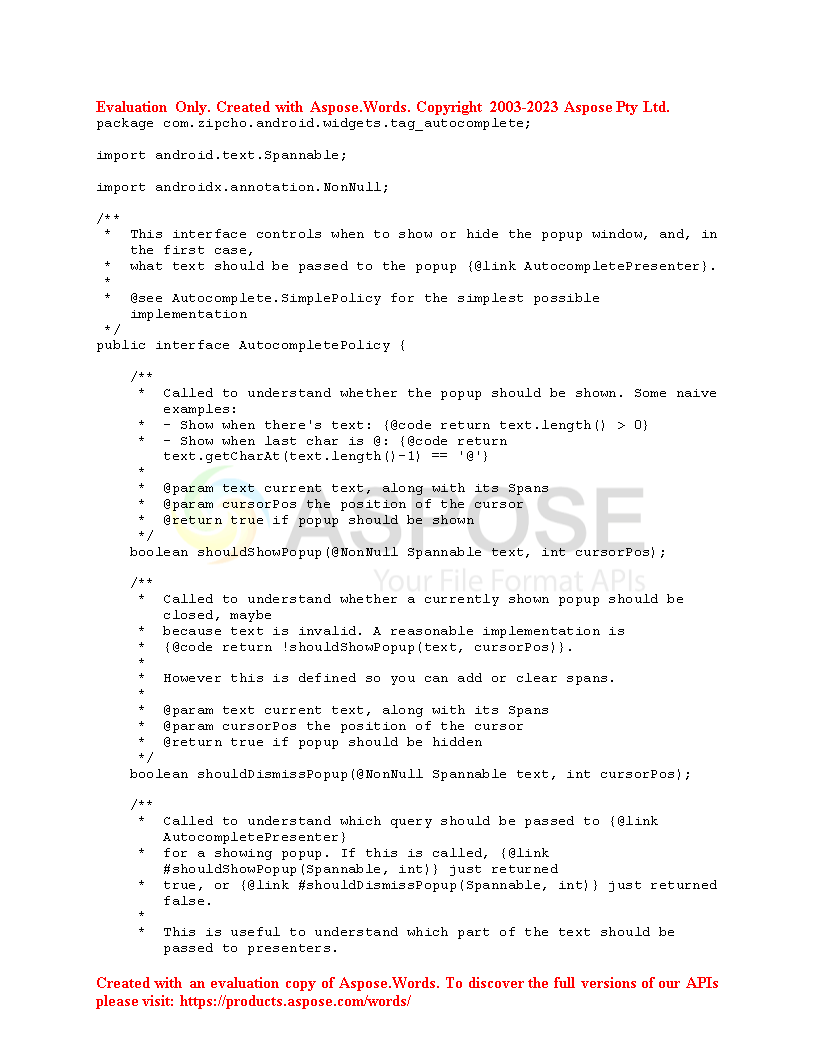 Evaluation Only. Created with Aspose.Words. Copyright 2003-2023 Aspose Pty Ltd.
package com.zipcho.android.widgets.tag_autocomplete;

import android.text.Spannable;

import androidx.annotation.NonNull;

/**
 *  This interface controls when to show or hide the popup window, and, in
    the first case,
 *  what text should be passed to the popup {@link AutocompletePresenter}.
 *
 *  @see Autocomplete.SimplePolicy for the simplest possible
    implementation
 */
public interface AutocompletePolicy {

    /**
     *  Called to understand whether the popup should be shown. Some naive
        examples:
     *  - Show when there's text: {@code return text.length() > 0}
     *  - Show when last char is @: {@code return
        text.getCharAt(text.length()-1) == '@'}
     *
     *  @param text current text, along with its Spans
     *  @param cursorPos the position of the cursor
     *  @return true if popup should be shown
     */
    boolean shouldShowPopup(@NonNull Spannable text, int cursorPos);

    /**
     *  Called to understand whether a currently shown popup should be
        closed, maybe
     *  because text is invalid. A reasonable implementation is
     *  {@code return !shouldShowPopup(text, cursorPos)}.
     *
     *  However this is defined so you can add or clear spans.
     *
     *  @param text current text, along with its Spans
     *  @param cursorPos the position of the cursor
     *  @return true if popup should be hidden
     */
    boolean shouldDismissPopup(@NonNull Spannable text, int cursorPos);

    /**
     *  Called to understand which query should be passed to {@link
        AutocompletePresenter}
     *  for a showing popup. If this is called, {@link
        #shouldShowPopup(Spannable, int)} just returned
     *  true, or {@link #shouldDismissPopup(Spannable, int)} just returned
        false.
     *
     *  This is useful to understand which part of the text should be
        passed to presenters.
ASPOSE
Your File Format APIs
Created with an evaluation copy of Aspose.Words. To discover the full versions of our APIs
please visit: https://products.aspose.com/words/